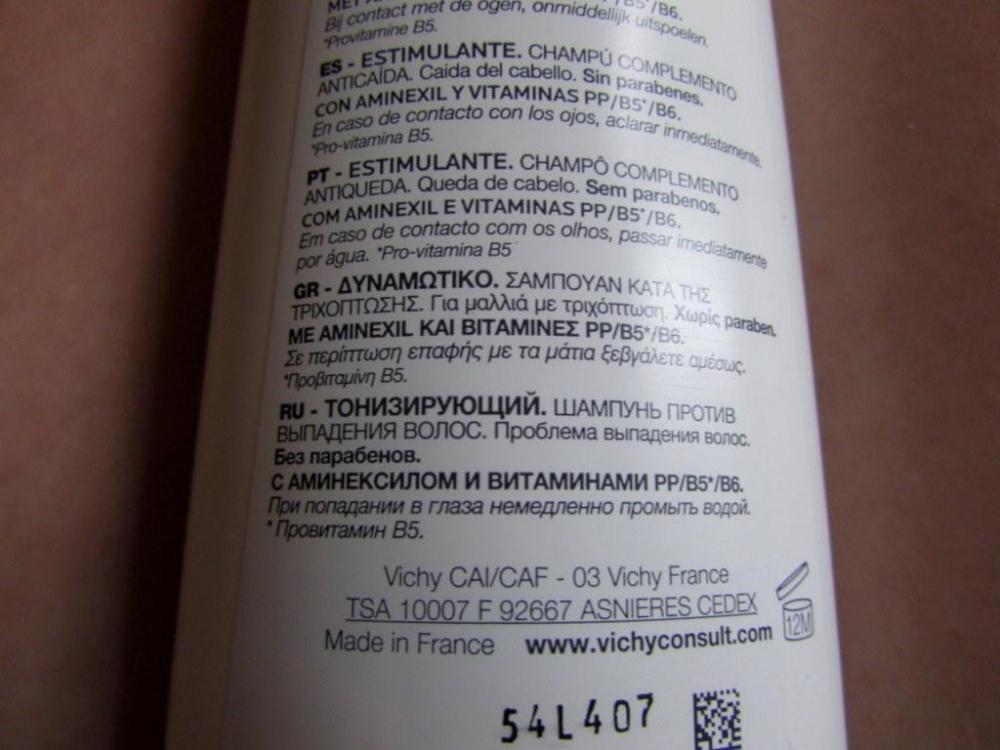 MET A /B5*/B6.
Bij contact met de ogen, onmiddellijk uitspoelen.
*Provitamine B5.
ES - ESTIMULANTE. CHAMPÚ COMPLEMENTO
ANTICAÍDA. Caida del cabello. Sin parabenes.
CON AMINEXIL Y VITAMINAS PP/B5*/B6.
En caso de contacto con los ojos, aclarar inmediatamente.
*Pro-vitamina B5.
PT - ESTIMULANTE. CHAMPÔ COMPLEMENTO
ANTIQUEDA. Queda de cabelo. Sem parabenos.
COM AMINEXIL E VITAMINAS PP/B5*/B6.
Em caso de contacto com os olhos, passar imediatamente
por água. *Pro-vitamina B5
GR - ΔΥΝΑΜΩΤΙΚΟ. ΣΑΜΠΟΥΑΝ ΚΑΤΑ ΤΗΣ
ΤΡΙΧΟΠΤΩΣΗΣ. Για μαλλιά με τριχόπτωση. Χωρίς paraben.
ΜΕ AMINEXIL ΚΑΙ ΒΙΤΑΜΙΝΕΣ PP/B5*/B6.
Σε περίπτωση επαφής με τα μάτια ξεβγάλετε αμέσως.
*Προβιταμίνη B5.
RU - ТОНИЗИРУЮЩИЙ. ШАМПУНЬ ПРОТИВ
ВЫПАДЕНИЯ ВОЛОС. Проблема выпадения волос.
Без парабенов.
С АМИНЕКСИЛОМ И ВИТАМИНАМИ PP/B5*/B6.
При попадании в глаза немедленно промыть водой.
* Провитамин B5.
Vichy CAI/CAF - 03 Vichy France
TSA 10007 F 92667 ASNIERES CEDEX
Made in France www.vichyconsult.com 12M
54L407